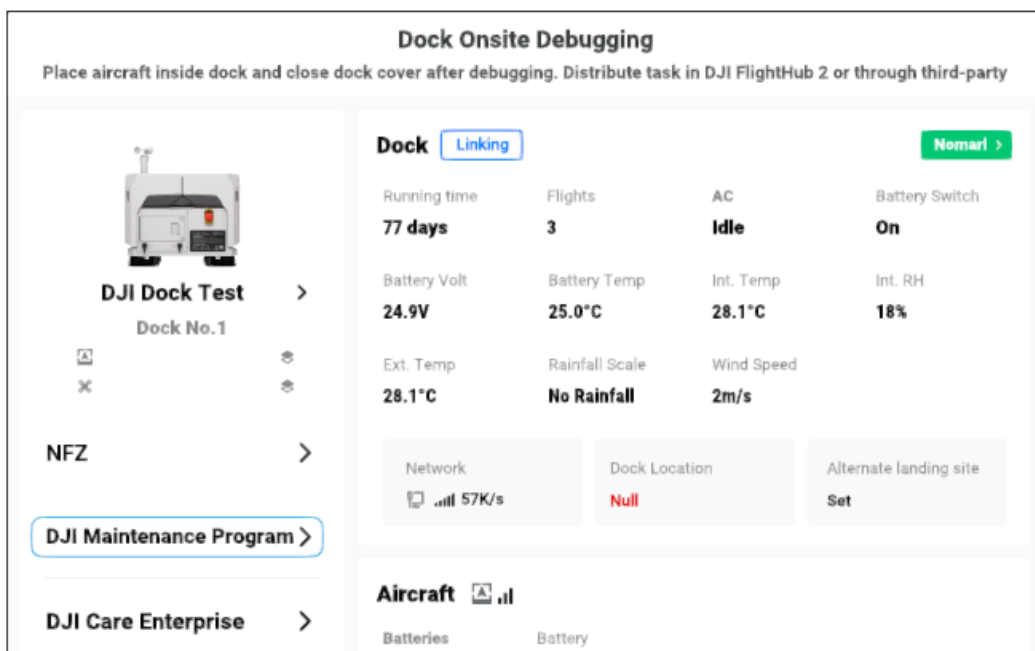 Dock Onsite Debugging
Place aircraft inside dock and close dock cover after debugging. Distribute task in DJI FlightHub 2 or through third-party
DJI Dock Test
Dock No.1
NFZ
DJI Maintenance Program
DJI Care Enterprise
Dock Linking Nomarl
Running time Flights AC Battery Switch
77 days 3 Idle On
Battery Volt Battery Temp Int. Temp Int. RH
24.9V 25.0°C 28.1°C 18%
Ext. Temp Rainfall Scale Wind Speed
28.1°C No Rainfall 2m/s
Network Dock Location Alternate landing site
57K/s Null Set
Aircraft
Batteries Battery